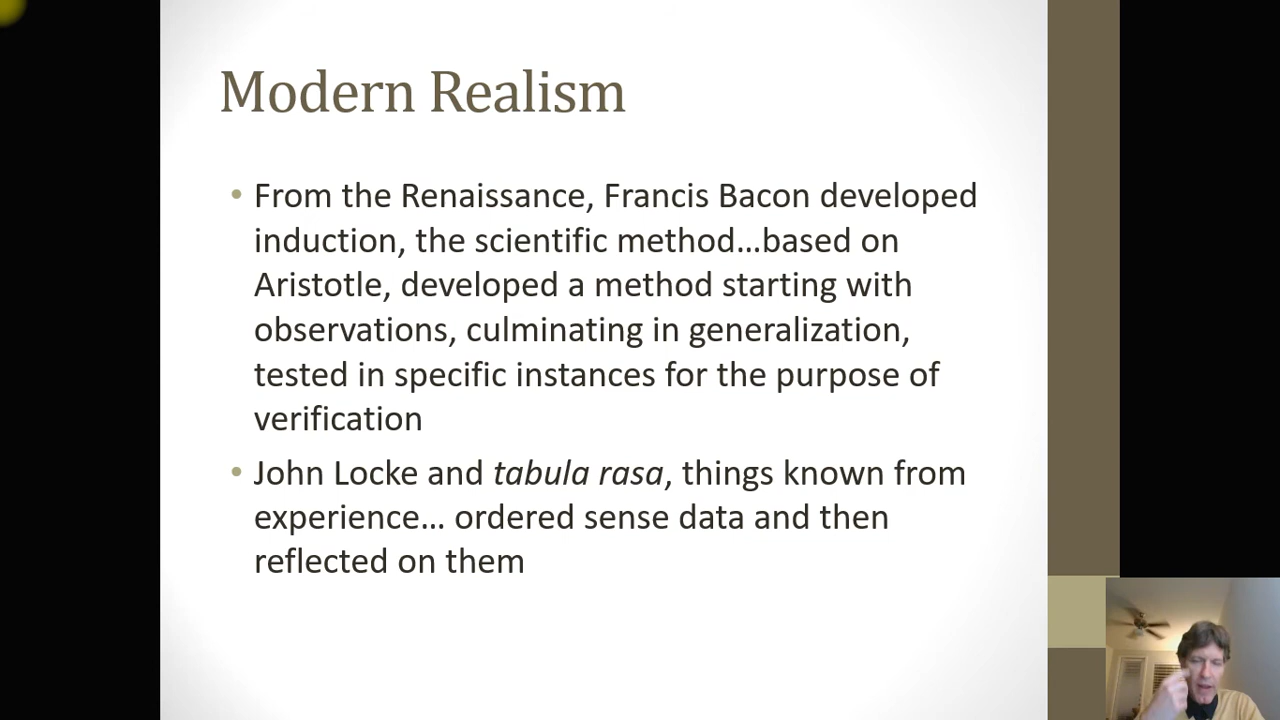 Modern Realism
• From the Renaissance, Francis Bacon developed
induction, the scientific method…based on
Aristotle, developed a method starting with
observations, culminating in generalization,
tested in specific instances for the purpose of
verification
• John Locke and tabula rasa, things known from
experience… ordered sense data and then
reflected on them